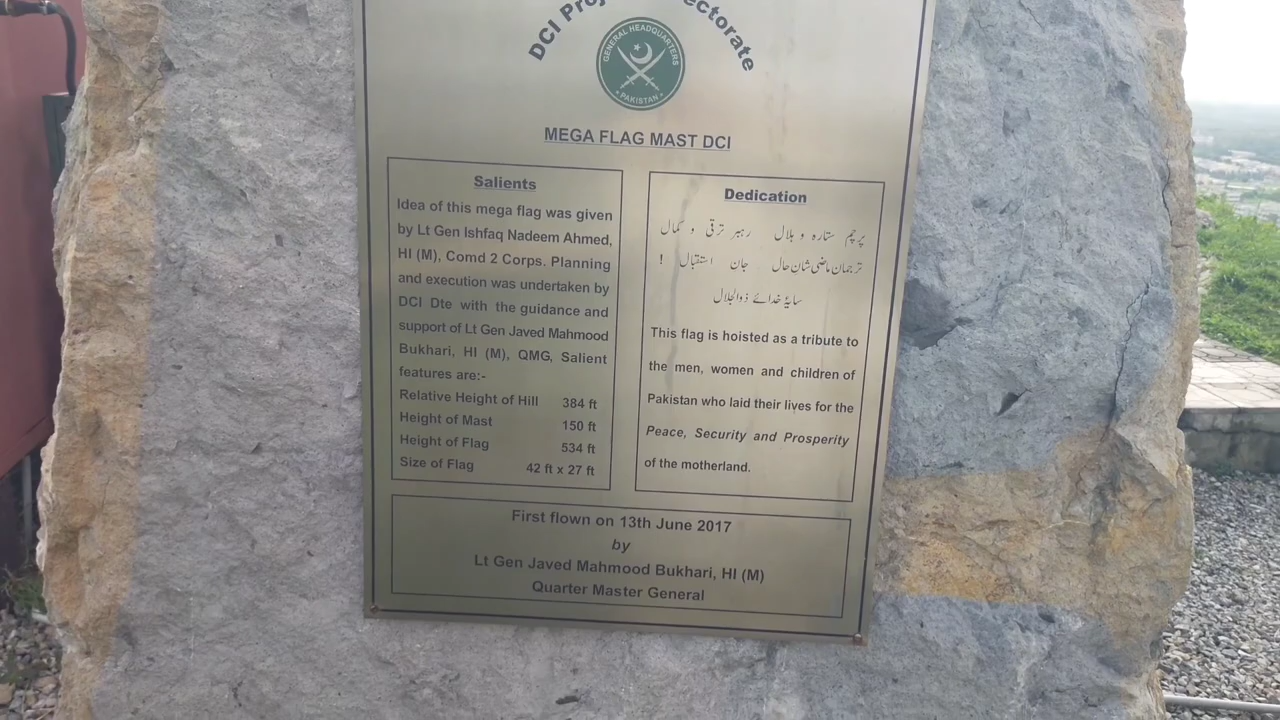 DCI Project Directorate
GENERAL HEADQUARTERS
PAKISTAN
MEGA FLAG MAST DCI
Salients
Idea of this mega flag was given
by Lt Gen Ishfaq Nadeem Ahmed,
HI (M), Comd 2 Corps. Planning
and execution was undertaken by
DCI Dte with the guidance and
support of Lt Gen Javed Mahmood
Bukhari, HI (M), QMG, Salient
features are:-
Relative Height of Hill 384 ft
Height of Mast 150 ft
Height of Flag 534 ft
Size of Flag 42 ft x 27 ft
Dedication
پرچم ستارہ و ہلال رہبر ترقی و کمال
ترجمان ماضی شان حال جان استقبال !
سایۂ خدائے ذوالجلال
This flag is hoisted as a tribute to
the men, women and children of
Pakistan who laid their lives for the
Peace, Security and Prosperity
of the motherland.
First flown on 13th June 2017
by
Lt Gen Javed Mahmood Bukhari, HI (M)
Quarter Master General